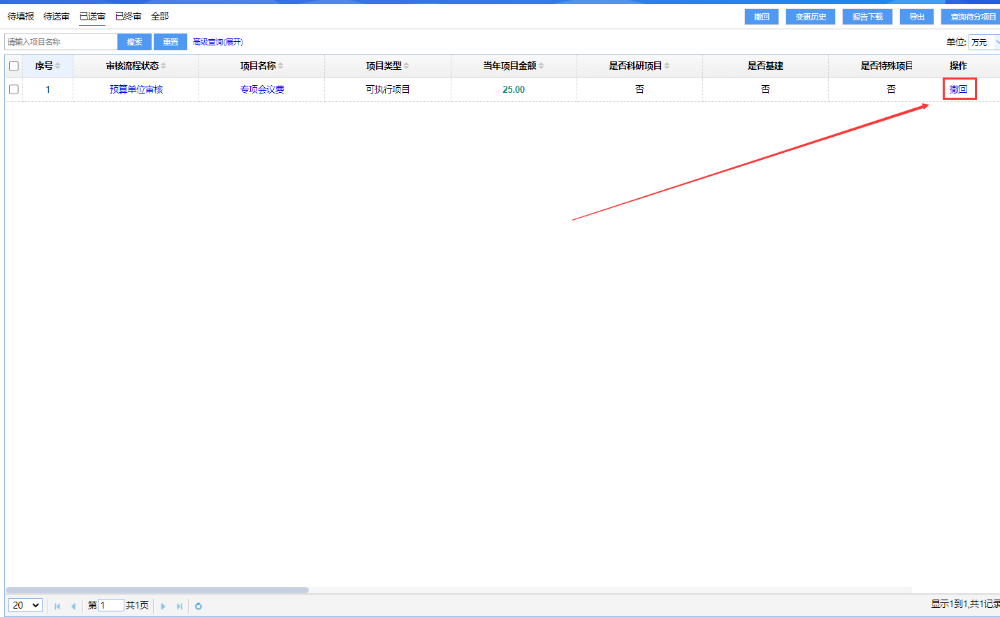 待填报 待送审 已送审 已终审 全部 撤回 变更历史 报告下载 导出 查询待分项目
请输入项目名称 搜索 重置 高级查询(展开) 单位: 万元
序号 审核流程状态 项目名称 项目类型 当年项目金额 是否科研项目 是否基建 是否特殊项目 操作
1 预算单位审核 专项会议费 可执行项目 25.00 否 否 否 撤回
20 第 1 共1页 显示1到1,共1记录